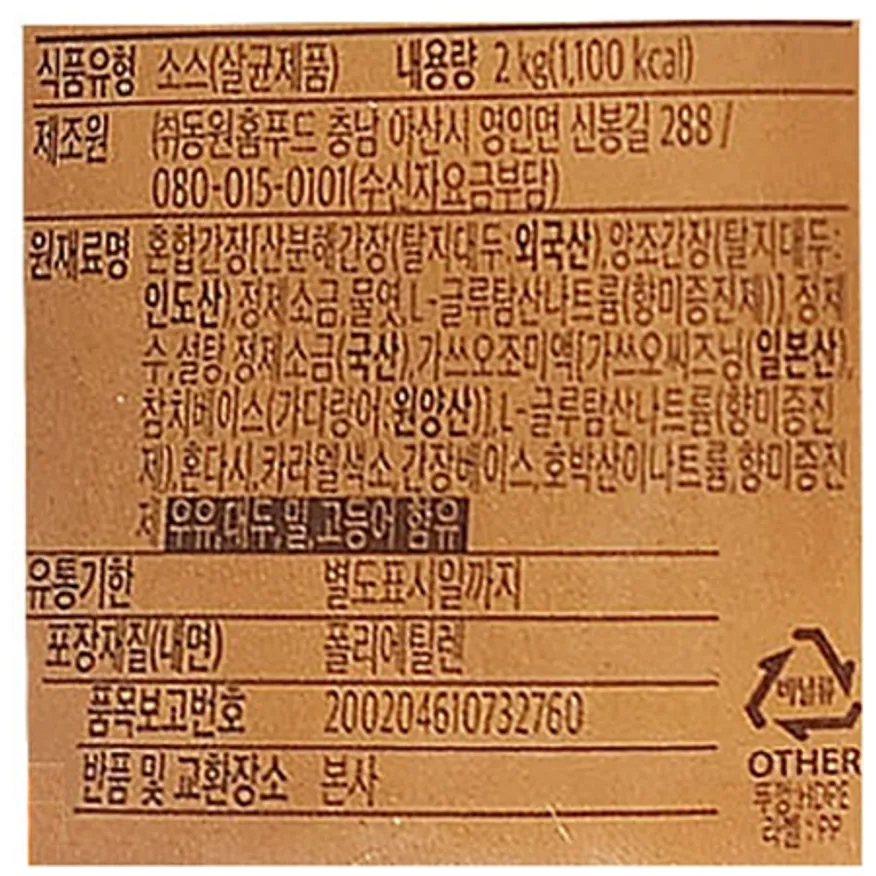 식품유형 소스(살균제품) 내용량 2 kg(1,100 kcal)
제조원 ㈜동원홈푸드 충남 아산시 영인면 신봉길 288 /
080-015-0101(수신자요금부담)
원재료명 혼합간장[산분해간장(탈지대두:외국산),양조간장(탈지대두:
인도산),정제소금,물엿,L-글루탐산나트륨(향미증진제)],정제
수,설탕,정제소금(국산),가쓰오조미액[가쓰오씨즈닝(일본산),
참치베이스(가다랑어:원양산)],L-글루탐산나트륨(향미증진
제),혼다시,카라멜색소,간장베이스,호박산이나트륨,향미증진
제 우유,대두,밀,고등어 함유
유통기한 별도표시일까지
포장재질(내면) 폴리에틸렌
품목보고번호 200204610732760
반품 및 교환장소 본사
비닐류
OTHER
뚜껑:HDPE
라벨:PP